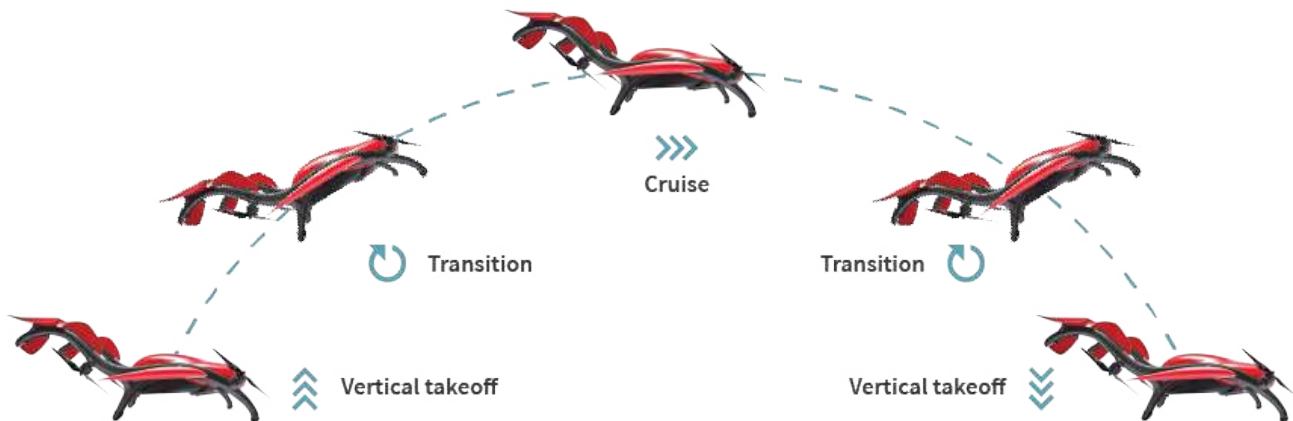 Cruise
Transition
Transition
Vertical takeoff
Vertical takeoff